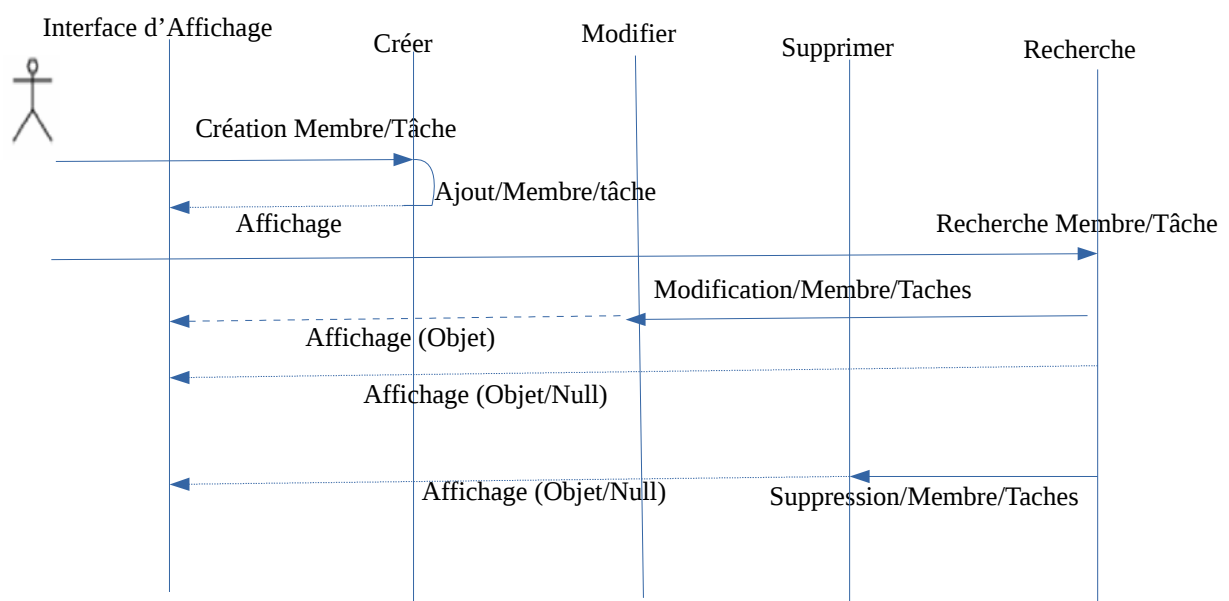 Interface d’Affichage
Créer
Modifier
Supprimer
Recherche
Création Membre/Tâche
Ajout/Membre/tâche
Affichage
Recherche Membre/Tâche
Modification/Membre/Taches
Affichage (Objet)
Affichage (Objet/Null)
Affichage (Objet/Null)
Suppression/Membre/Taches